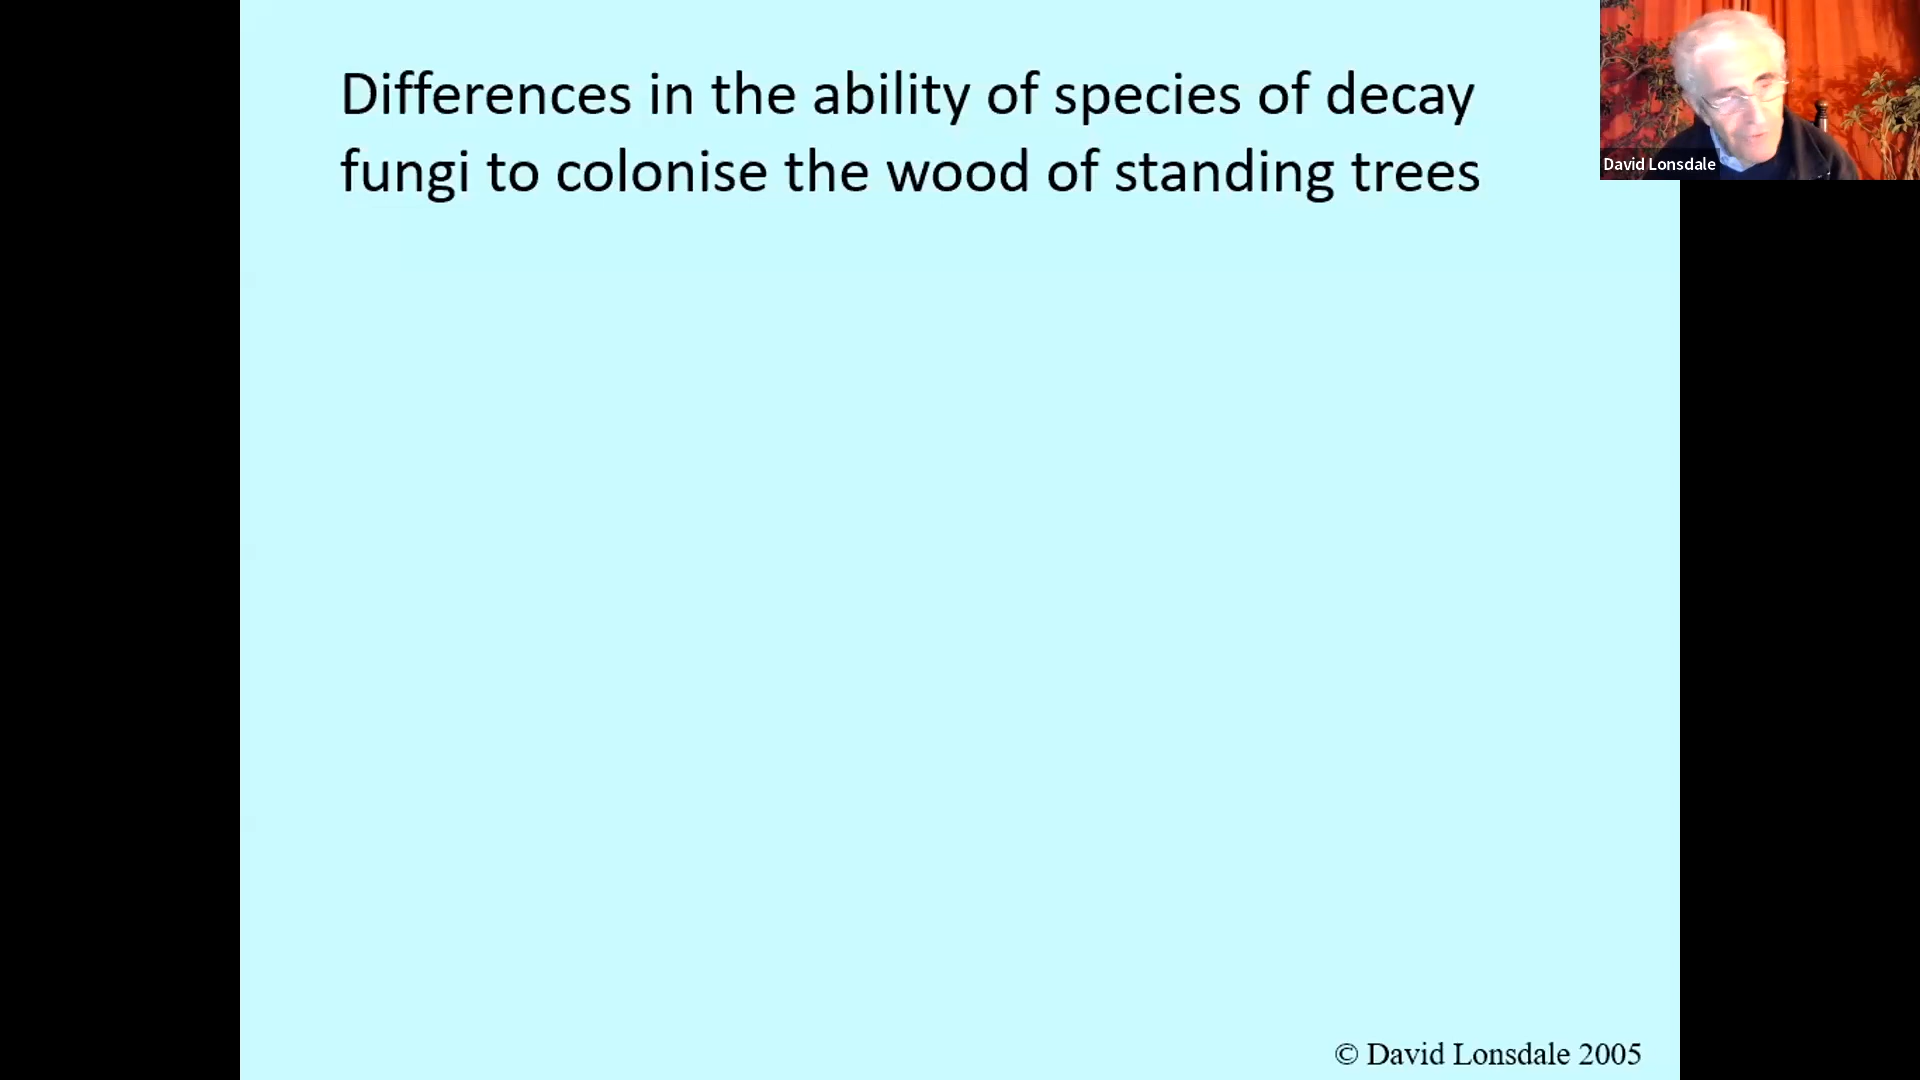 Differences in the ability of species of decay
fungi to colonise the wood of standing trees
David Lonsdale
© David Lonsdale 2005